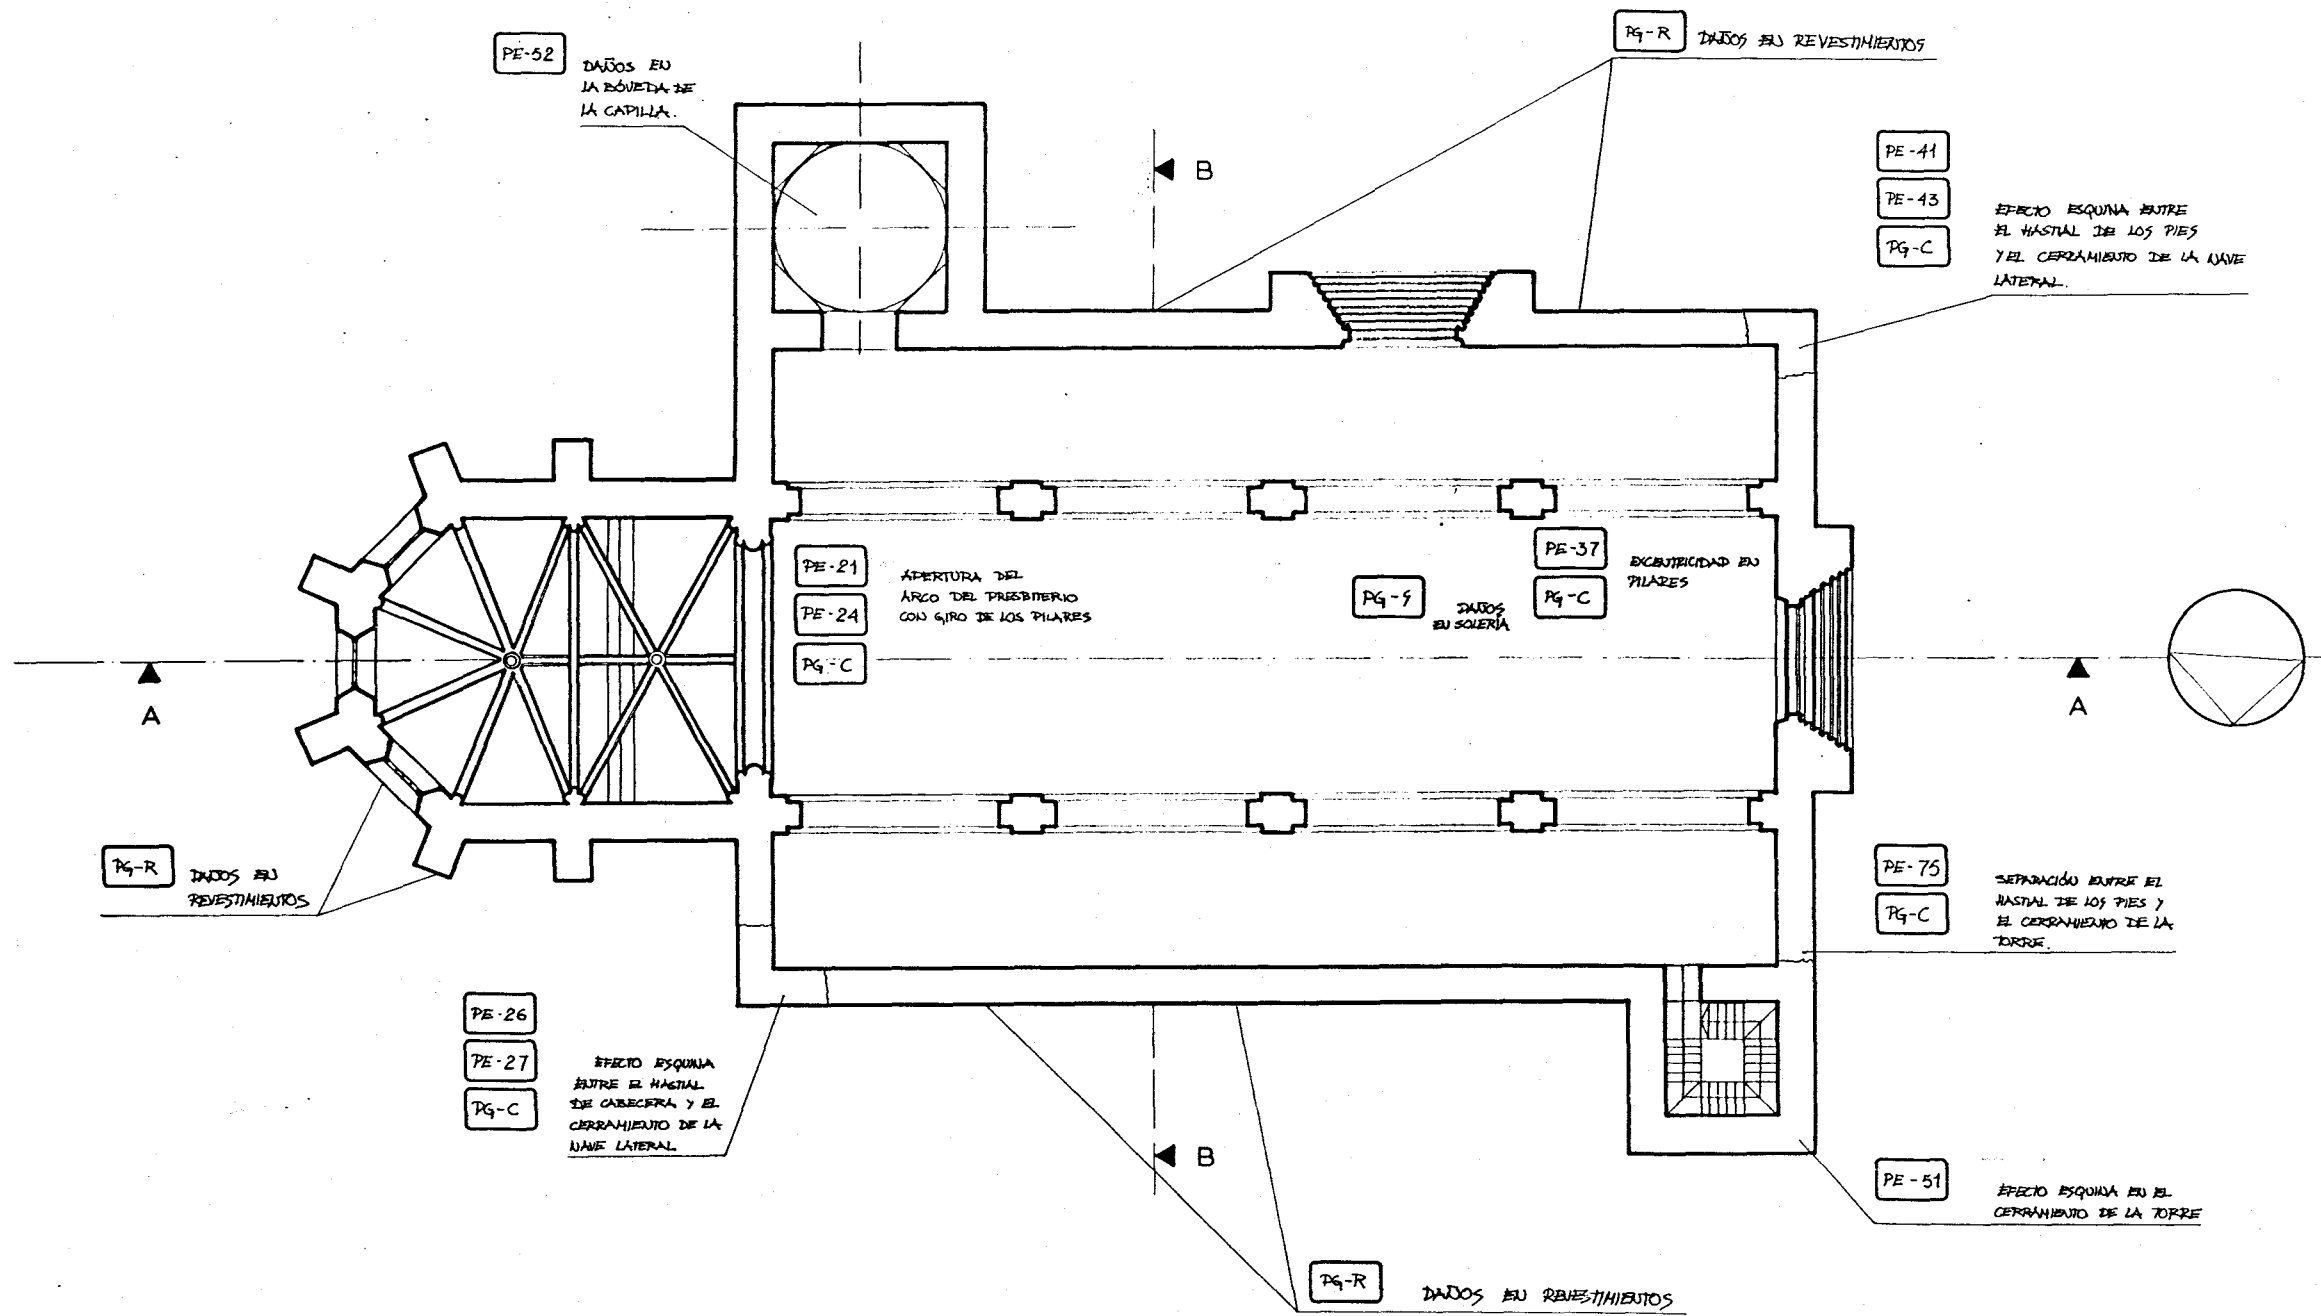 PE-52
DAÑOS EN
LA BÓVEDA DE
LA CAPILLA.
PG-R
DAÑOS EN REVESTIMIENTOS
B
PE-41
PE-43
PG-C
EFECTO ESQUINA ENTRE
EL HASTIAL DE LOS PIES
Y EL CERRAMIENTO DE LA NAVE
LATERAL.
PE-21
PE-24
PG-C
APERTURA DEL
ARCO DEL PRESBITERIO
CON GIRO DE LOS PILARES
PG-S
DAÑOS
EN SOLERÍA
PE-37
PG-C
EXCENTRICIDAD EN
PILARES
A
A
PG-R
DAÑOS EN
REVESTIMIENTOS
PE-75
PG-C
SEPARACIÓN ENTRE EL
HASTIAL DE LOS PIES Y
EL CERRAMIENTO DE LA
TORRE.
PE-26
PE-27
PG-C
EFECTO ESQUINA
ENTRE EL HASTIAL
DE CABECERA Y EL
CERRAMIENTO DE LA
NAVE LATERAL
B
PE-51
EFECTO ESQUINA EN EL
CERRAMIENTO DE LA TORRE
PG-R
DAÑOS EN REVESTIMIENTOS